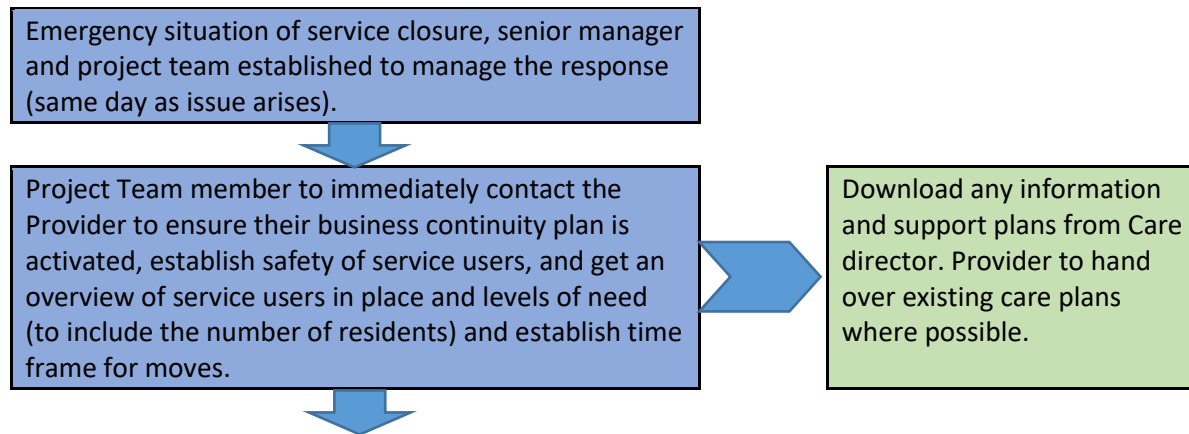 Emergency situation of service closure, senior manager
and project team established to manage the response
(same day as issue arises).
Project Team member to immediately contact the
Provider to ensure their business continuity plan is
activated, establish safety of service users, and get an
overview of service users in place and levels of need
(to include the number of residents) and establish time
frame for moves.
Download any information
and support plans from Care
director. Provider to hand
over existing care plans
where possible.